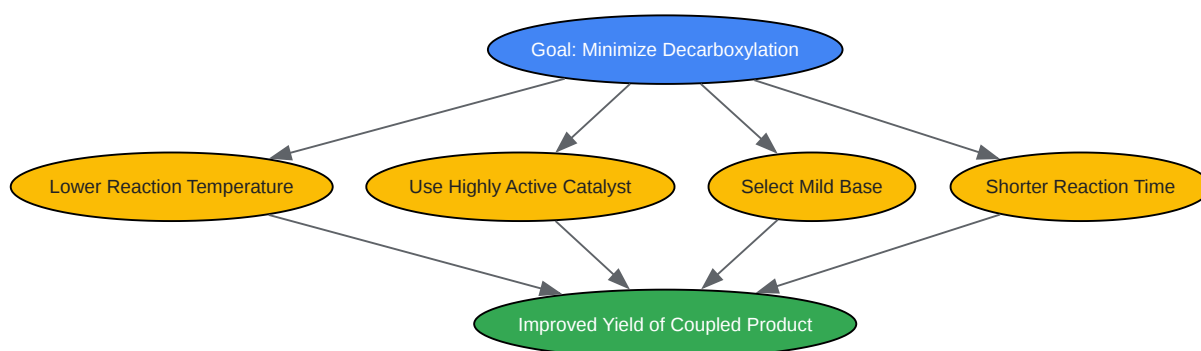 Goal: Minimize Decarboxylation
Lower Reaction Temperature
Use Highly Active Catalyst
Select Mild Base
Shorter Reaction Time
Improved Yield of Coupled Product